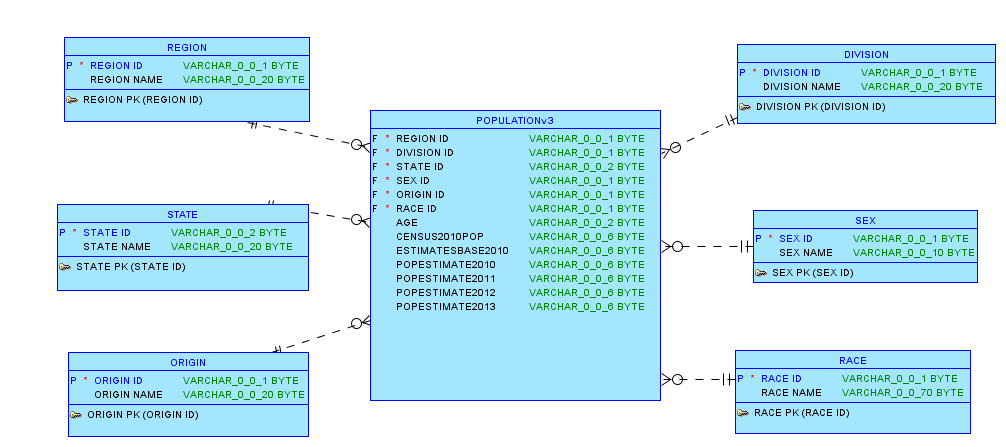 REGION
P * REGION ID VARCHAR_0_0_1 BYTE
REGION NAME VARCHAR_0_0_20 BYTE
REGION PK (REGION ID)
DIVISION
P * DIVISION ID VARCHAR_0_0_1 BYTE
DIVISION NAME VARCHAR_0_0_20 BYTE
DIVISION PK (DIVISION ID)
POPULATIONv3
F * REGION ID VARCHAR_0_0_1 BYTE
F * DIVISION ID VARCHAR_0_0_1 BYTE
F * STATE ID VARCHAR_0_0_2 BYTE
F * SEX ID VARCHAR_0_0_1 BYTE
F * ORIGIN ID VARCHAR_0_0_1 BYTE
F * RACE ID VARCHAR_0_0_1 BYTE
AGE VARCHAR_0_0_2 BYTE
CENSUS2010POP VARCHAR_0_0_6 BYTE
ESTIMATESBASE2010 VARCHAR_0_0_6 BYTE
POPESTIMATE2010 VARCHAR_0_0_6 BYTE
POPESTIMATE2011 VARCHAR_0_0_6 BYTE
POPESTIMATE2012 VARCHAR_0_0_6 BYTE
POPESTIMATE2013 VARCHAR_0_0_6 BYTE
STATE
P * STATE ID VARCHAR_0_0_2 BYTE
STATE NAME VARCHAR_0_0_20 BYTE
STATE PK (STATE ID)
SEX
P * SEX ID VARCHAR_0_0_1 BYTE
SEX NAME VARCHAR_0_0_10 BYTE
SEX PK (SEX ID)
ORIGIN
P * ORIGIN ID VARCHAR_0_0_1 BYTE
ORIGIN NAME VARCHAR_0_0_20 BYTE
ORIGIN PK (ORIGIN ID)
RACE
P * RACE ID VARCHAR_0_0_1 BYTE
RACE NAME VARCHAR_0_0_70 BYTE
RACE PK (RACE ID)